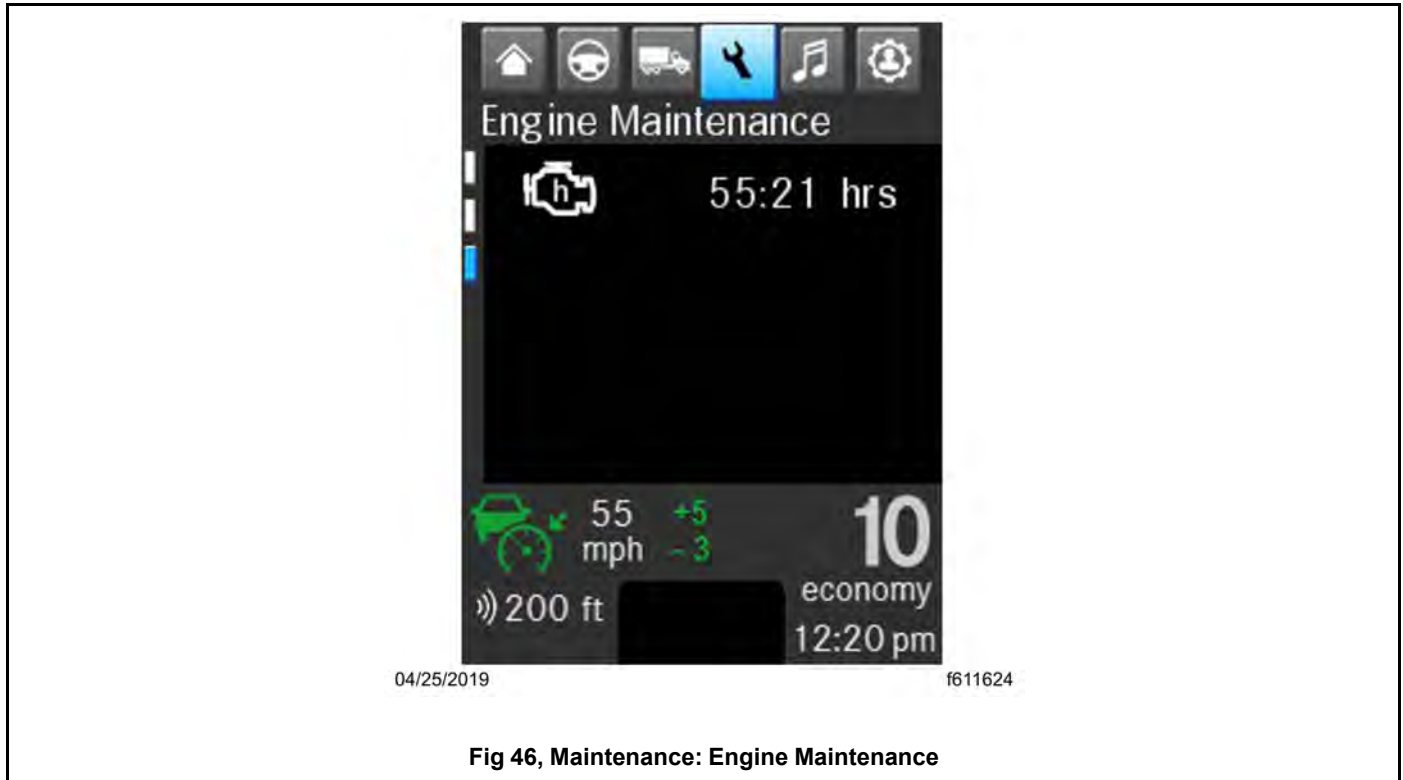 Engine Maintenance
h 55:21 hrs
55 +5
mph - 3
10
economy
200 ft
12:20 pm
04/25/2019 f611624
Fig 46, Maintenance: Engine Maintenance